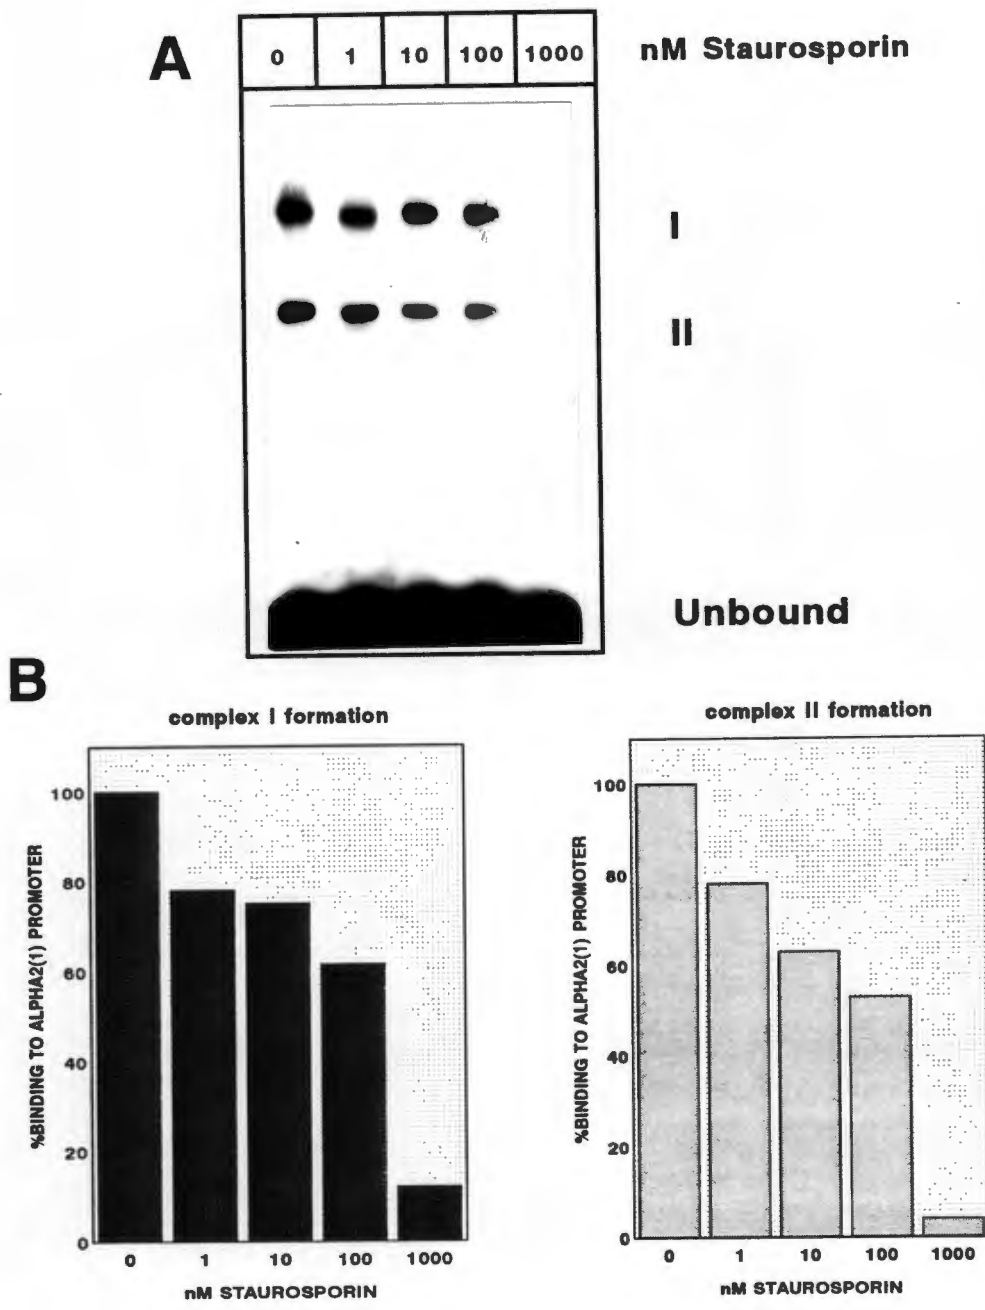 A
0 1 10 100 1000 nM Staurosporin
I
II
Unbound
B
complex I formation
%BINDING TO ALPHA2(1) PROMOTER
100
80
60
40
20
0
0 1 10 100 1000
nM STAUROSPORIN
complex II formation
%BINDING TO ALPHA2(1) PROMOTER
100
80
60
40
20
0
0 1 10 100 1000
nM STAUROSPORIN